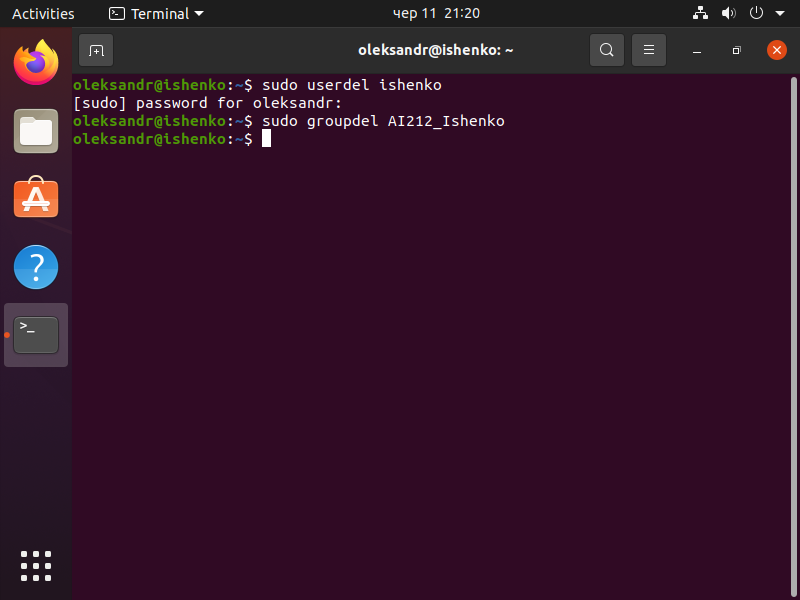 Activities
Terminal
чер 11 21:20
oleksandr@ishenko: ~
oleksandr@ishenko:~$ sudo userdel ishenko
[sudo] password for oleksandr:
oleksandr@ishenko:~$ sudo groupdel AI212_Ishenko
oleksandr@ishenko:~$